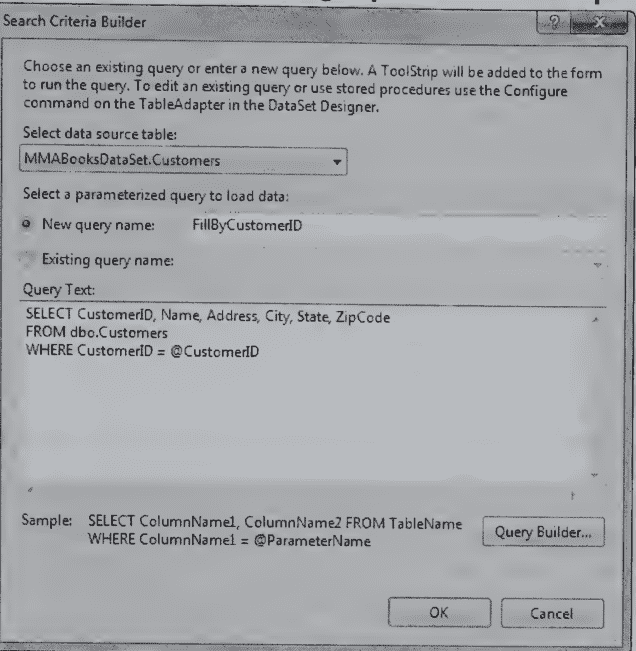 Search Criteria Builder
Choose an existing query or enter a new query below. A ToolStrip will be added to the form
to run the query. To edit an existing query or use stored procedures use the Configure
command on the TableAdapter in the DataSet Designer.
Select data source table:
MMABooksDataSet.Customers
Select a parameterized query to load data:
New query name: FillByCustomerID
Existing query name:
Query Text:
SELECT CustomerID, Name, Address, City, State, ZipCode
FROM dbo.Customers
WHERE CustomerID = @CustomerID
Sample: SELECT ColumnName1, ColumnName2 FROM TableName
WHERE ColumnName1 = @ParameterName
Query Builder...
OK Cancel